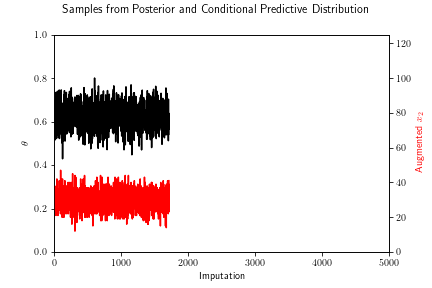 Samples from Posterior and Conditional Predictive Distribution
1.0
0.8
0.6
0.4
0.2
0.0
θ
120
100
80
60
40
20
0
Augmented x₂
0 1000 2000 3000 4000 5000
Imputation